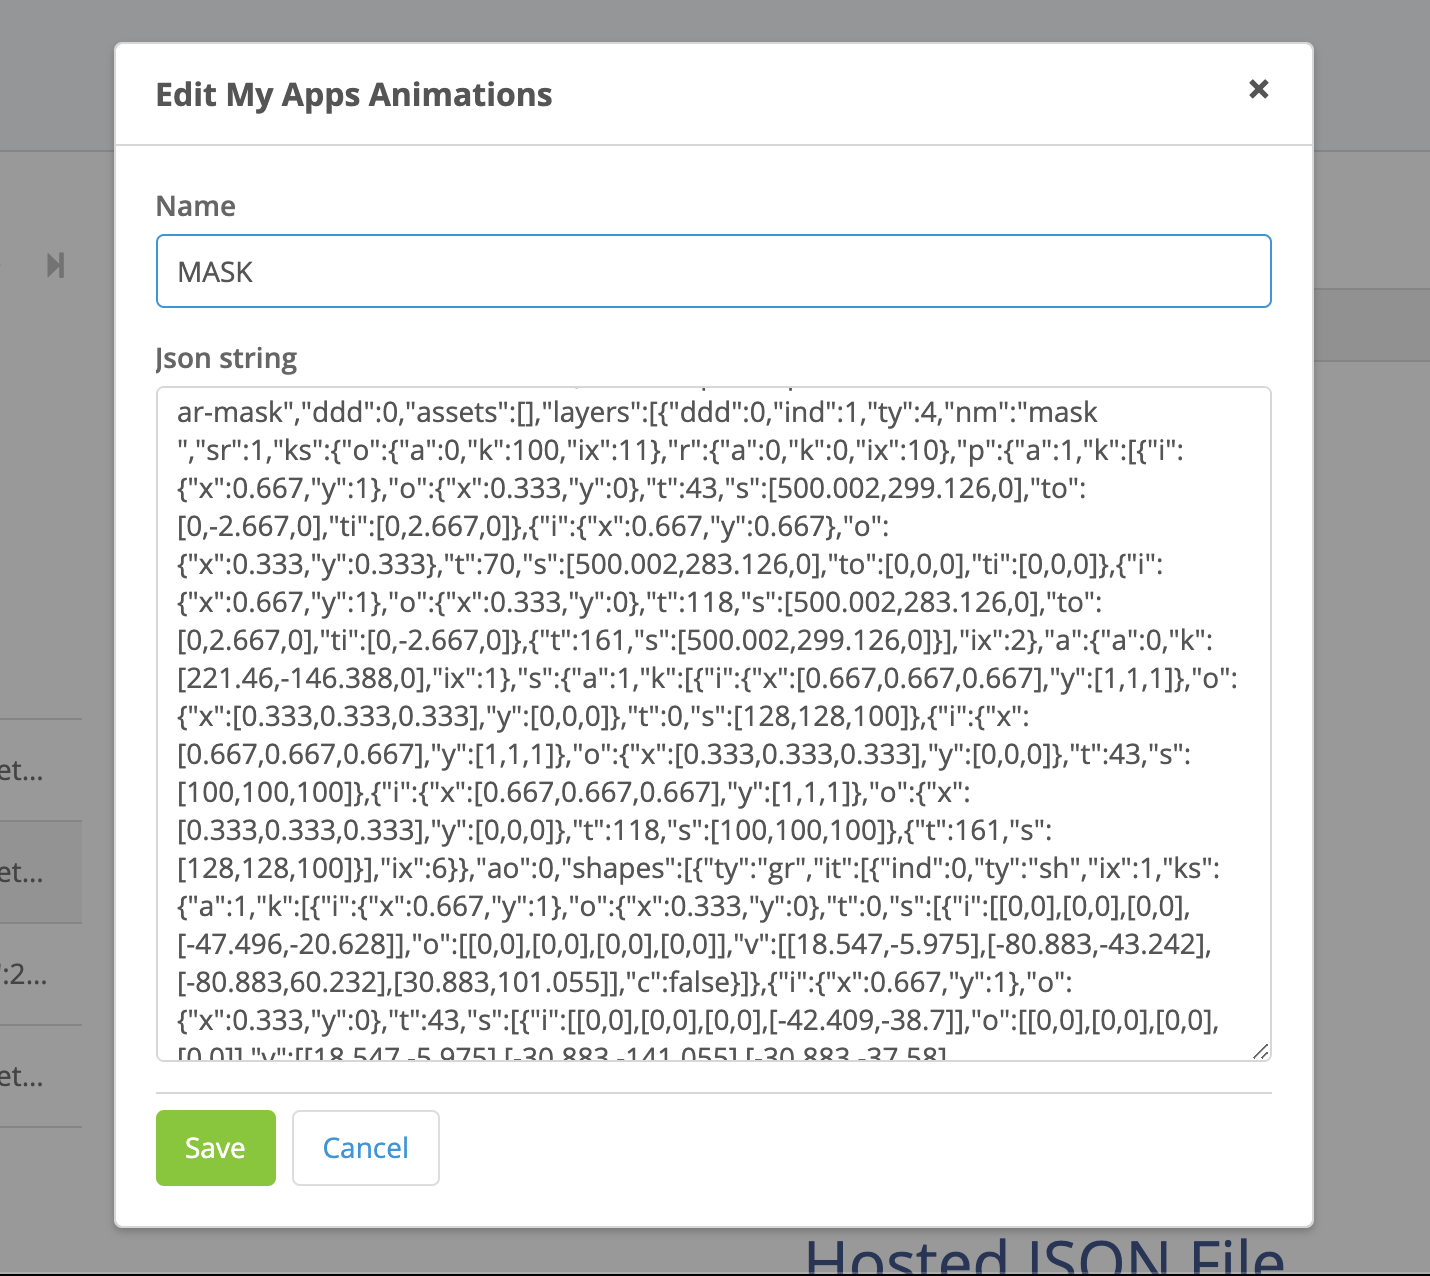 Edit My Apps Animations
Name
MASK
Json string
ar-mask","ddd":0,"assets":[],"layers":[{"ddd":0,"ind":1,"ty":4,"nm":"mask
","sr":1,"ks":{"o":{"a":0,"k":100,"ix":11},"r":{"a":0,"k":0,"ix":10},"p":{"a":1,"k":[{"i":
{"x":0.667,"y":1},"o":{"x":0.333,"y":0},"t":43,"s":[500.002,299.126,0],"to":
[0,-2.667,0],"ti":[0,2.667,0]},{"i":{"x":0.667,"y":0.667},"o":
{"x":0.333,"y":0.333},"t":70,"s":[500.002,283.126,0],"to":[0,0,0],"ti":[0,0,0]},{"i":
{"x":0.667,"y":1},"o":{"x":0.333,"y":0},"t":118,"s":[500.002,283.126,0],"to":
[0,2.667,0],"ti":[0,-2.667,0]},{"t":161,"s":[500.002,299.126,0]}],"ix":2},"a":{"a":0,"k":
[221.46,-146.388,0],"ix":1},"s":{"a":1,"k":[{"i":{"x":[0.667,0.667,0.667],"y":[1,1,1]},"o":
{"x":[0.333,0.333,0.333],"y":[0,0,0]},"t":0,"s":[128,128,100]},{"i":{"x":
[0.667,0.667,0.667],"y":[1,1,1]},"o":{"x":[0.333,0.333,0.333],"y":[0,0,0]},"t":43,"s":
[100,100,100]},{"i":{"x":[0.667,0.667,0.667],"y":[1,1,1]},"o":{"x":
[0.333,0.333,0.333],"y":[0,0,0]},"t":118,"s":[100,100,100]},{"t":161,"s":
[128,128,100]}],"ix":6}},"ao":0,"shapes":[{"ty":"gr","it":[{"ind":0,"ty":"sh","ix":1,"ks":
{"a":1,"k":[{"i":{"x":0.667,"y":1},"o":{"x":0.333,"y":0},"t":0,"s":[{"i":[[0,0],[0,0],[0,0],
[-47.496,-20.628]],"o":[[0,0],[0,0],[0,0],[0,0]],"v":[[18.547,-5.975],[-80.883,-43.242],
[-80.883,60.232],[30.883,101.055]],"c":false}]},{"i":{"x":0.667,"y":1},"o":
{"x":0.333,"y":0},"t":43,"s":[{"i":[[0,0],[0,0],[0,0],[-42.409,-38.7]],"o":[[0,0],[0,0],[0,0],
[0,0]],"v":[[18.547,-5.975],[-30.883,-141.055],[-30.883,-37.58],
Save
Cancel
et...
et...
:2...
et...
Hosted JSON File